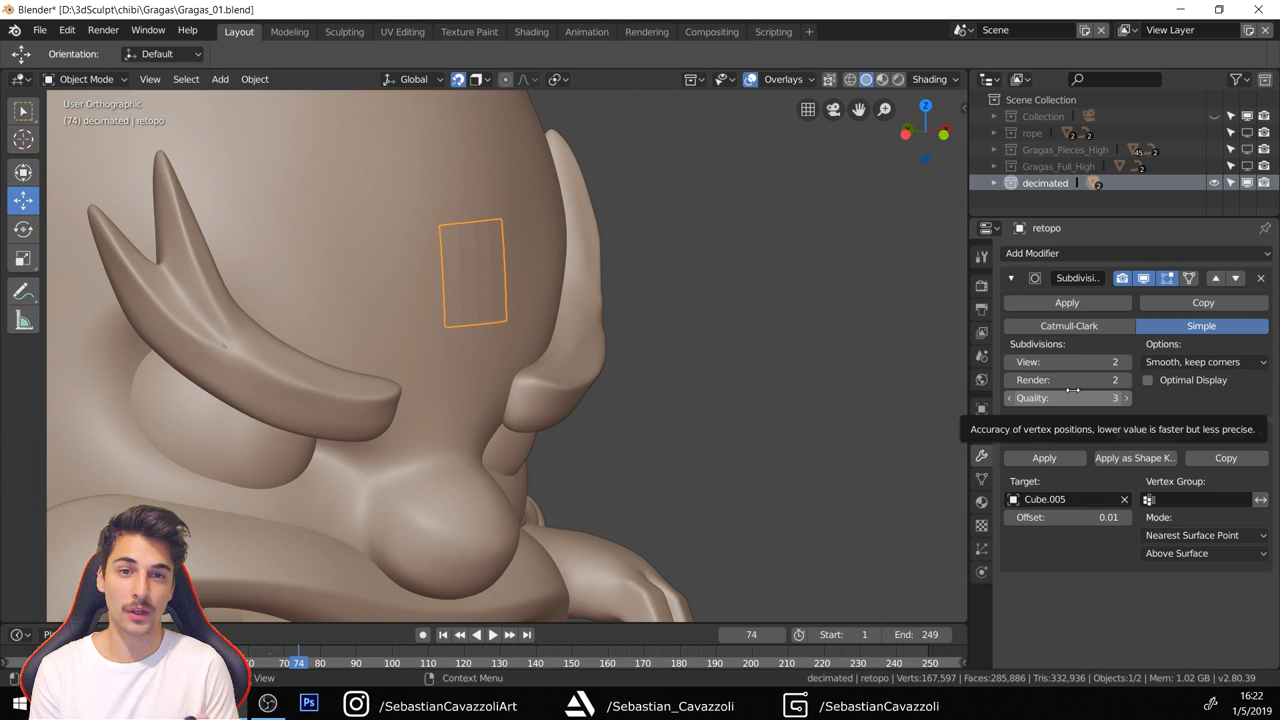 Blender* [D:\3dSculpt\chibi\Gragas\Gragas_01.blend]
File Edit Render Window Help Layout Modeling Sculpting UV Editing Texture Paint Shading Animation Rendering Compositing Scripting + Scene View Layer
Orientation: Default
Object Mode View Select Add Object Global Overlays Shading
User Orthographic
(74) decimated | retopo
Z
Scene Collection
Collection
rope 2 2
Gragas_Pieces_High 45 2
Gragas_Full_High 2
decimated 2
retopo
Add Modifier
Subdivisi..
Apply Copy
Catmull-Clark Simple
Subdivisions: Options:
View: 2 Smooth, keep corners
Render: 2 Optimal Display
Quality: 3
Accuracy of vertex positions, lower value is faster but less precise.
Apply Apply as Shape K.. Copy
Target: Vertex Group:
Cube.005
Offset: 0.01 Mode:
Nearest Surface Point
Above Surface
74 Start: 1 End: 249
70 74 80 90 100 110 120 130 140 150 160 170 180 190 200 210 220 230 240 250
View Context Menu decimated | retopo | Verts:167,597 | Faces:285,886 | Tris:332,936 | Objects:1/2 | Mem: 1.02 GB | v2.80.39
Ps /SebastianCavazzoliArt /Sebastian_Cavazzoli /SebastianCavazzoli
16:22
1/5/2019